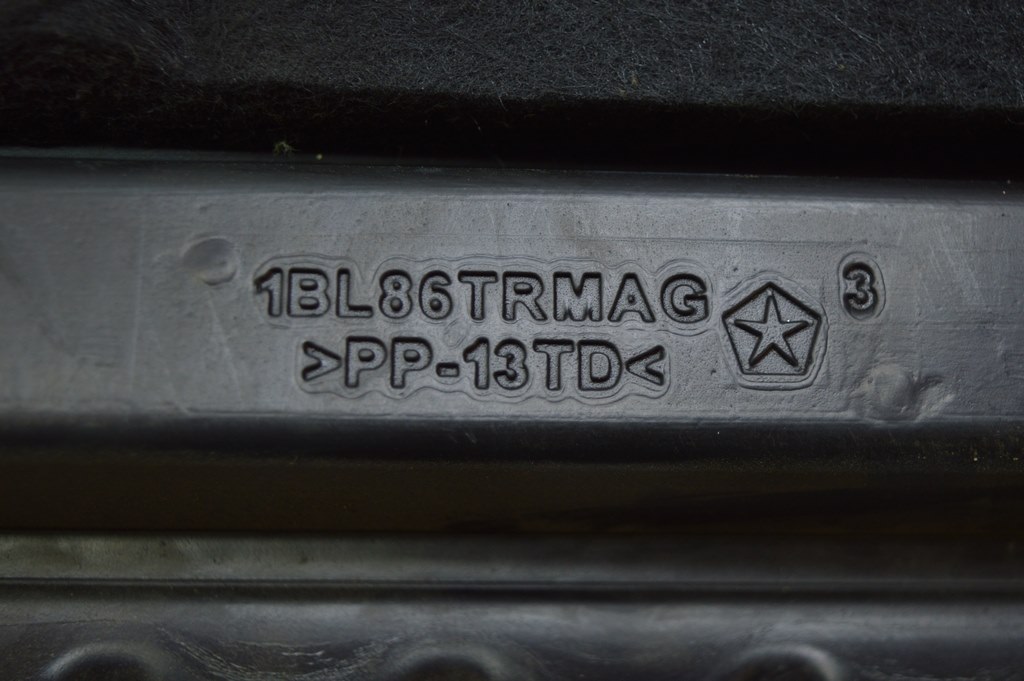 1BL86TRMAG 3
>PP-13TD<